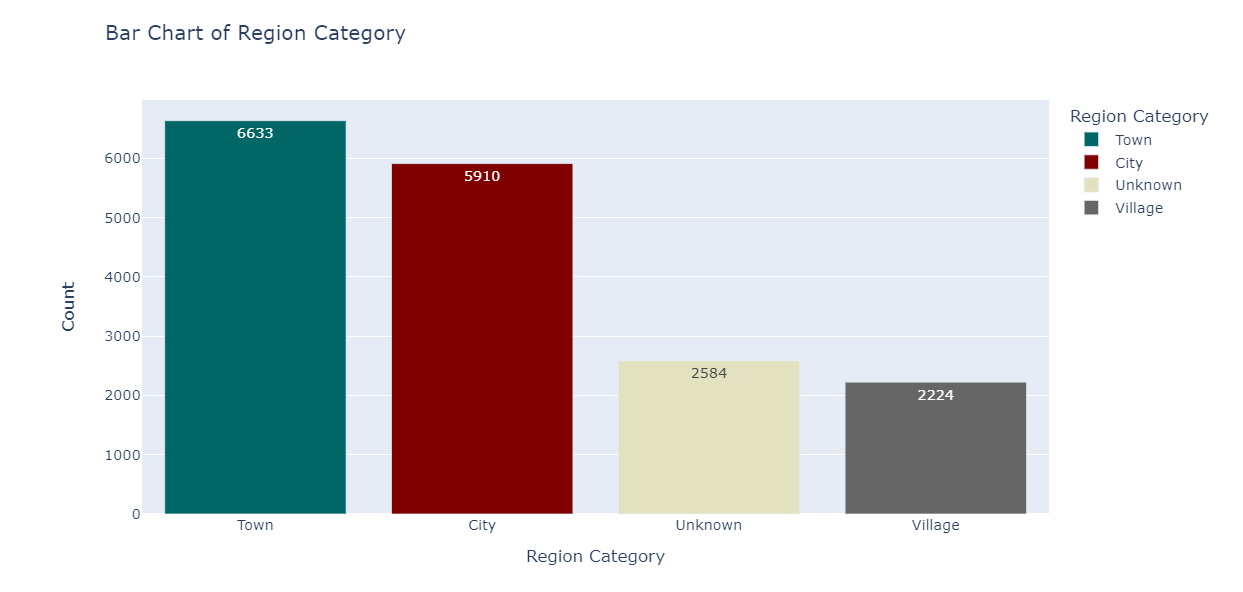 Bar Chart of Region Category
Region Category
Town
City
Unknown
Village
6633
5910
2584
2224
6000
5000
4000
3000
2000
1000
0
Count
Town City Unknown Village
Region Category